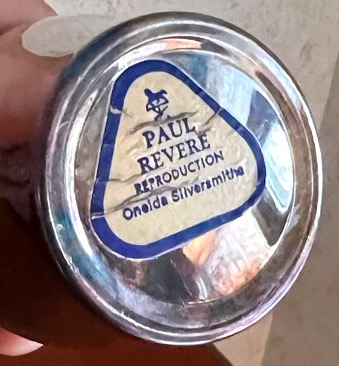 PAUL
REVERE
REPRODUCTION
Oneida Silversmiths